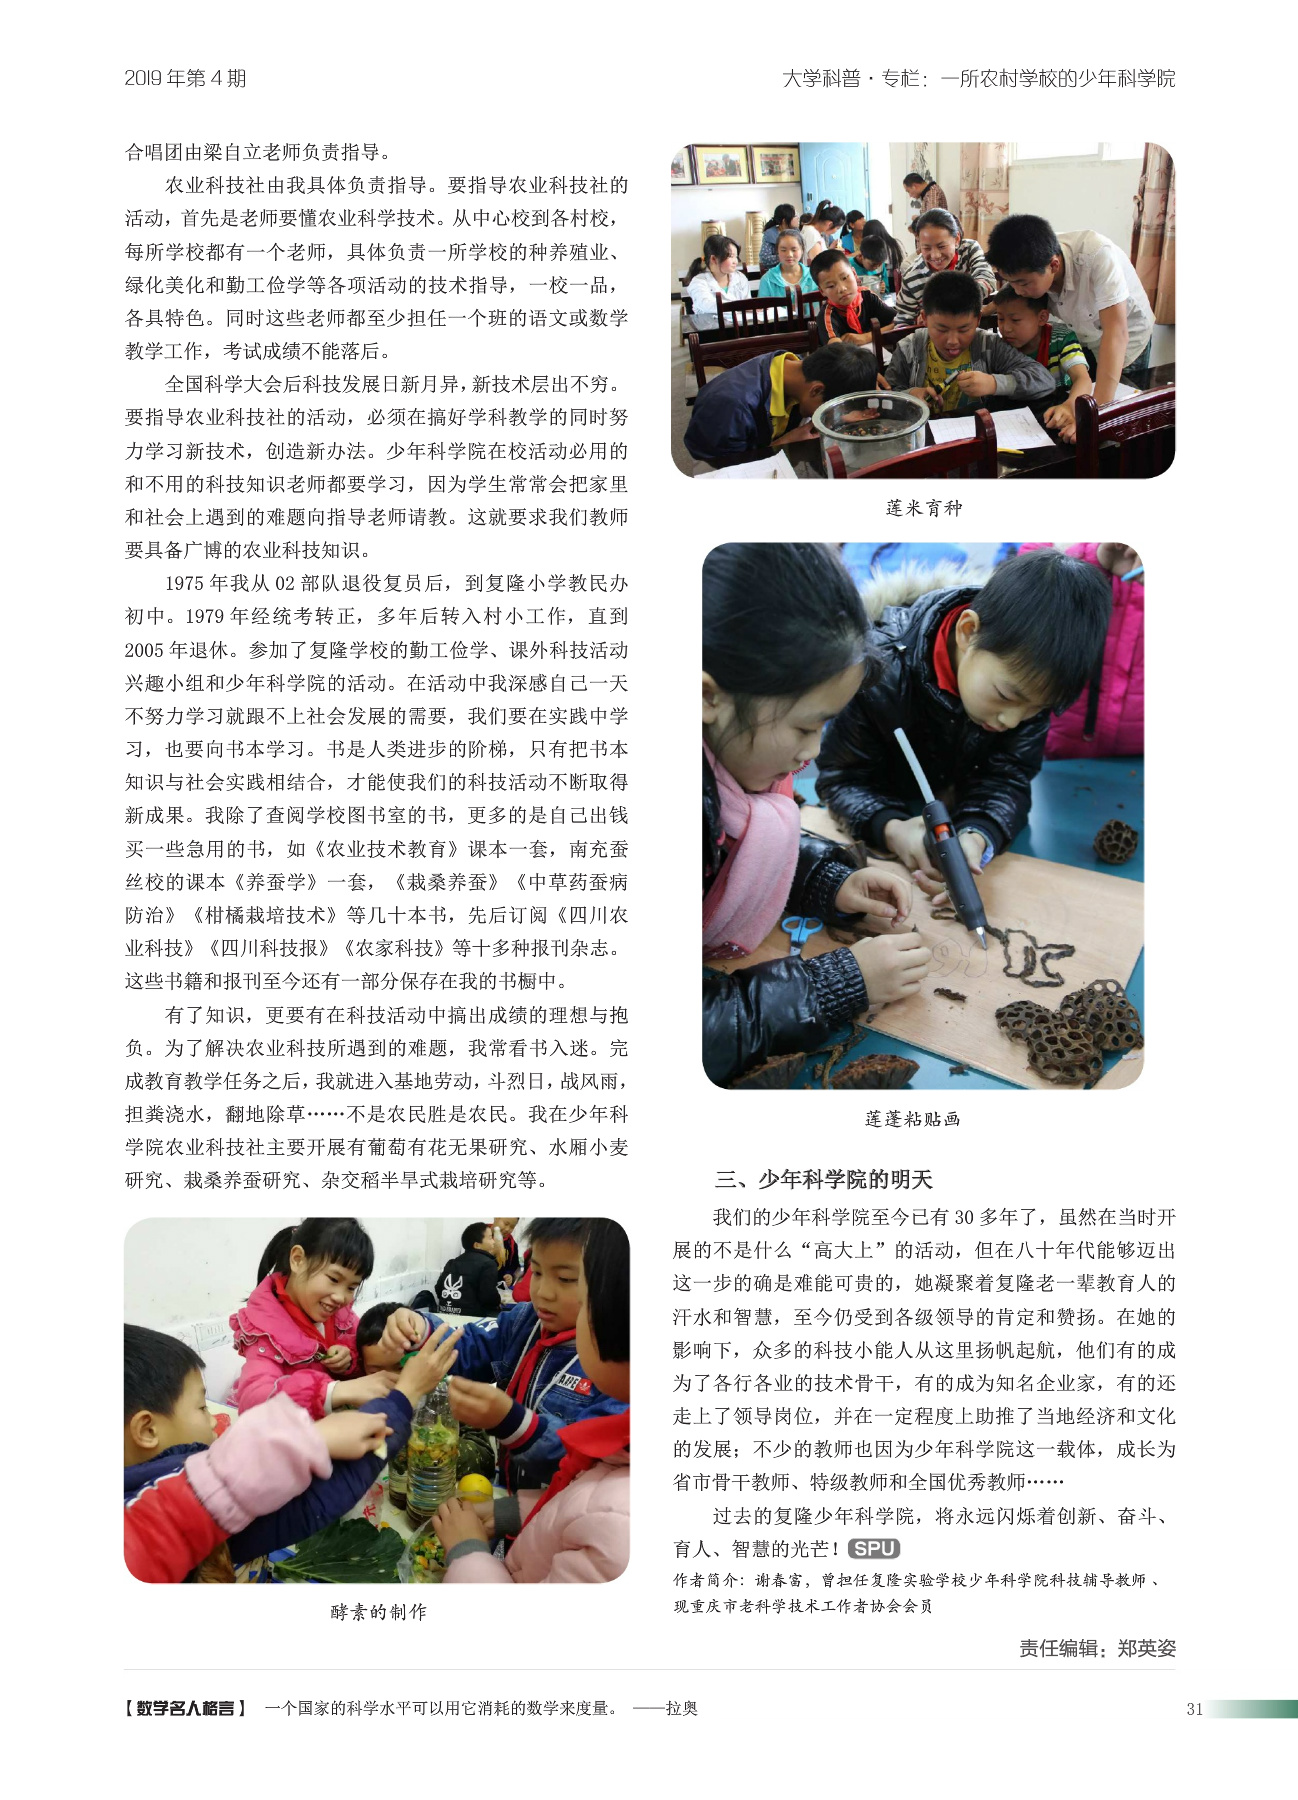 2019 年第 4 期
大学科普·专栏：一所农村学校的少年科学院
合唱团由梁自立老师负责指导。
农业科技社由我具体负责指导。要指导农业科技社的
活动，首先是老师要懂农业科学技术。从中心校到各村校，
每所学校都有一个老师，具体负责一所学校的种养殖业、
绿化美化和勤工俭学等各项活动的技术指导，一校一品，
各具特色。同时这些老师都至少担任一个班的语文或数学
教学工作，考试成绩不能落后。
全国科学大会后科技发展日新月异，新技术层出不穷。
要指导农业科技社的活动，必须在搞好学科教学的同时努
力学习新技术，创造新办法。少年科学院在校活动必用的
和不用的科技知识老师都要学习，因为学生常常会把家里
和社会上遇到的难题向指导老师请教。这就要求我们教师
要具备广博的农业科技知识。
1975 年我从 02 部队退役复员后，到复隆小学教民办
初中。1979 年经统考转正，多年后转入村小工作，直到
2005 年退休。参加了复隆学校的勤工俭学、课外科技活动
兴趣小组和少年科学院的活动。在活动中我深感自己一天
不努力学习就跟不上社会发展的需要，我们要在实践中学
习，也要向书本学习。书是人类进步的阶梯，只有把书本
知识与社会实践相结合，才能使我们的科技活动不断取得
新成果。我除了查阅学校图书室的书，更多的是自己出钱
买一些急用的书，如《农业技术教育》课本一套，南充蚕
丝校的课本《养蚕学》一套，《栽桑养蚕》《中草药蚕病
防治》《柑橘栽培技术》等几十本书，先后订阅《四川农
业科技》《四川科技报》《农家科技》等十多种报刊杂志。
这些书籍和报刊至今还有一部分保存在我的书橱中。
有了知识，更要有在科技活动中搞出成绩的理想与抱
负。为了解决农业科技所遇到的难题，我常看书入迷。完
成教育教学任务之后，我就进入基地劳动，斗烈日，战风雨，
担粪浇水，翻地除草……不是农民胜是农民。我在少年科
学院农业科技社主要开展有葡萄有花无果研究、水厢小麦
研究、栽桑养蚕研究、杂交稻半旱式栽培研究等。
酵素的制作
莲米育种
莲蓬粘贴画
三、少年科学院的明天
我们的少年科学院至今已有 30 多年了，虽然在当时开
展的不是什么“高大上”的活动，但在八十年代能够迈出
这一步的确是难能可贵的，她凝聚着复隆老一辈教育人的
汗水和智慧，至今仍受到各级领导的肯定和赞扬。在她的
影响下，众多的科技小能人从这里扬帆起航，他们有的成
为了各行各业的技术骨干，有的成为知名企业家，有的还
走上了领导岗位，并在一定程度上助推了当地经济和文化
的发展；不少的教师也因为少年科学院这一载体，成长为
省市骨干教师、特级教师和全国优秀教师……
过去的复隆少年科学院，将永远闪烁着创新、奋斗、
育人、智慧的光芒！SPU
作者简介：谢春富，曾担任复隆实验学校少年科学院科技辅导教师、
现重庆市老科学技术工作者协会会员
责任编辑：郑英姿
【数学名人格言】 一个国家的科学水平可以用它消耗的数学来度量。 ——拉奥
31